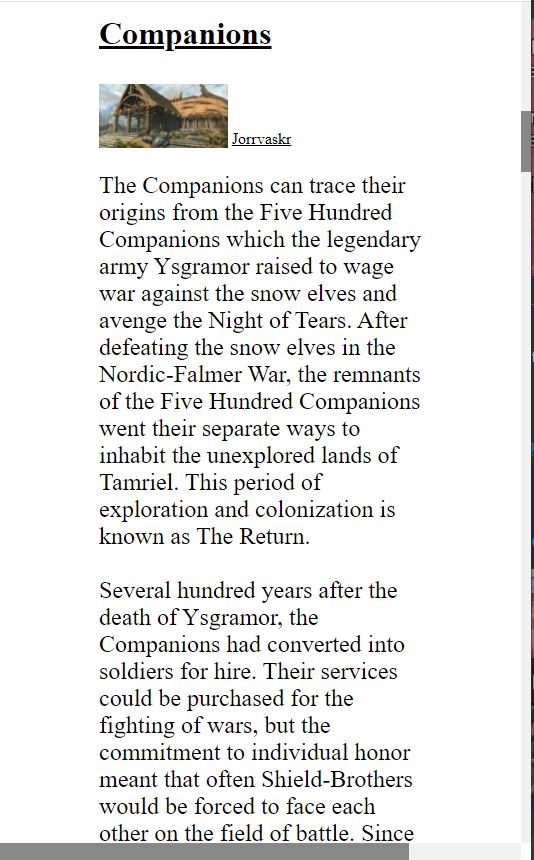 Companions
Jorrvaskr
The Companions can trace their
origins from the Five Hundred
Companions which the legendary
army Ysgramor raised to wage
war against the snow elves and
avenge the Night of Tears. After
defeating the snow elves in the
Nordic-Falmer War, the remnants
of the Five Hundred Companions
went their separate ways to
inhabit the unexplored lands of
Tamriel. This period of
exploration and colonization is
known as The Return.
Several hundred years after the
death of Ysgramor, the
Companions had converted into
soldiers for hire. Their services
could be purchased for the
fighting of wars, but the
commitment to individual honor
meant that often Shield-Brothers
would be forced to face each
other on the field of battle. Since